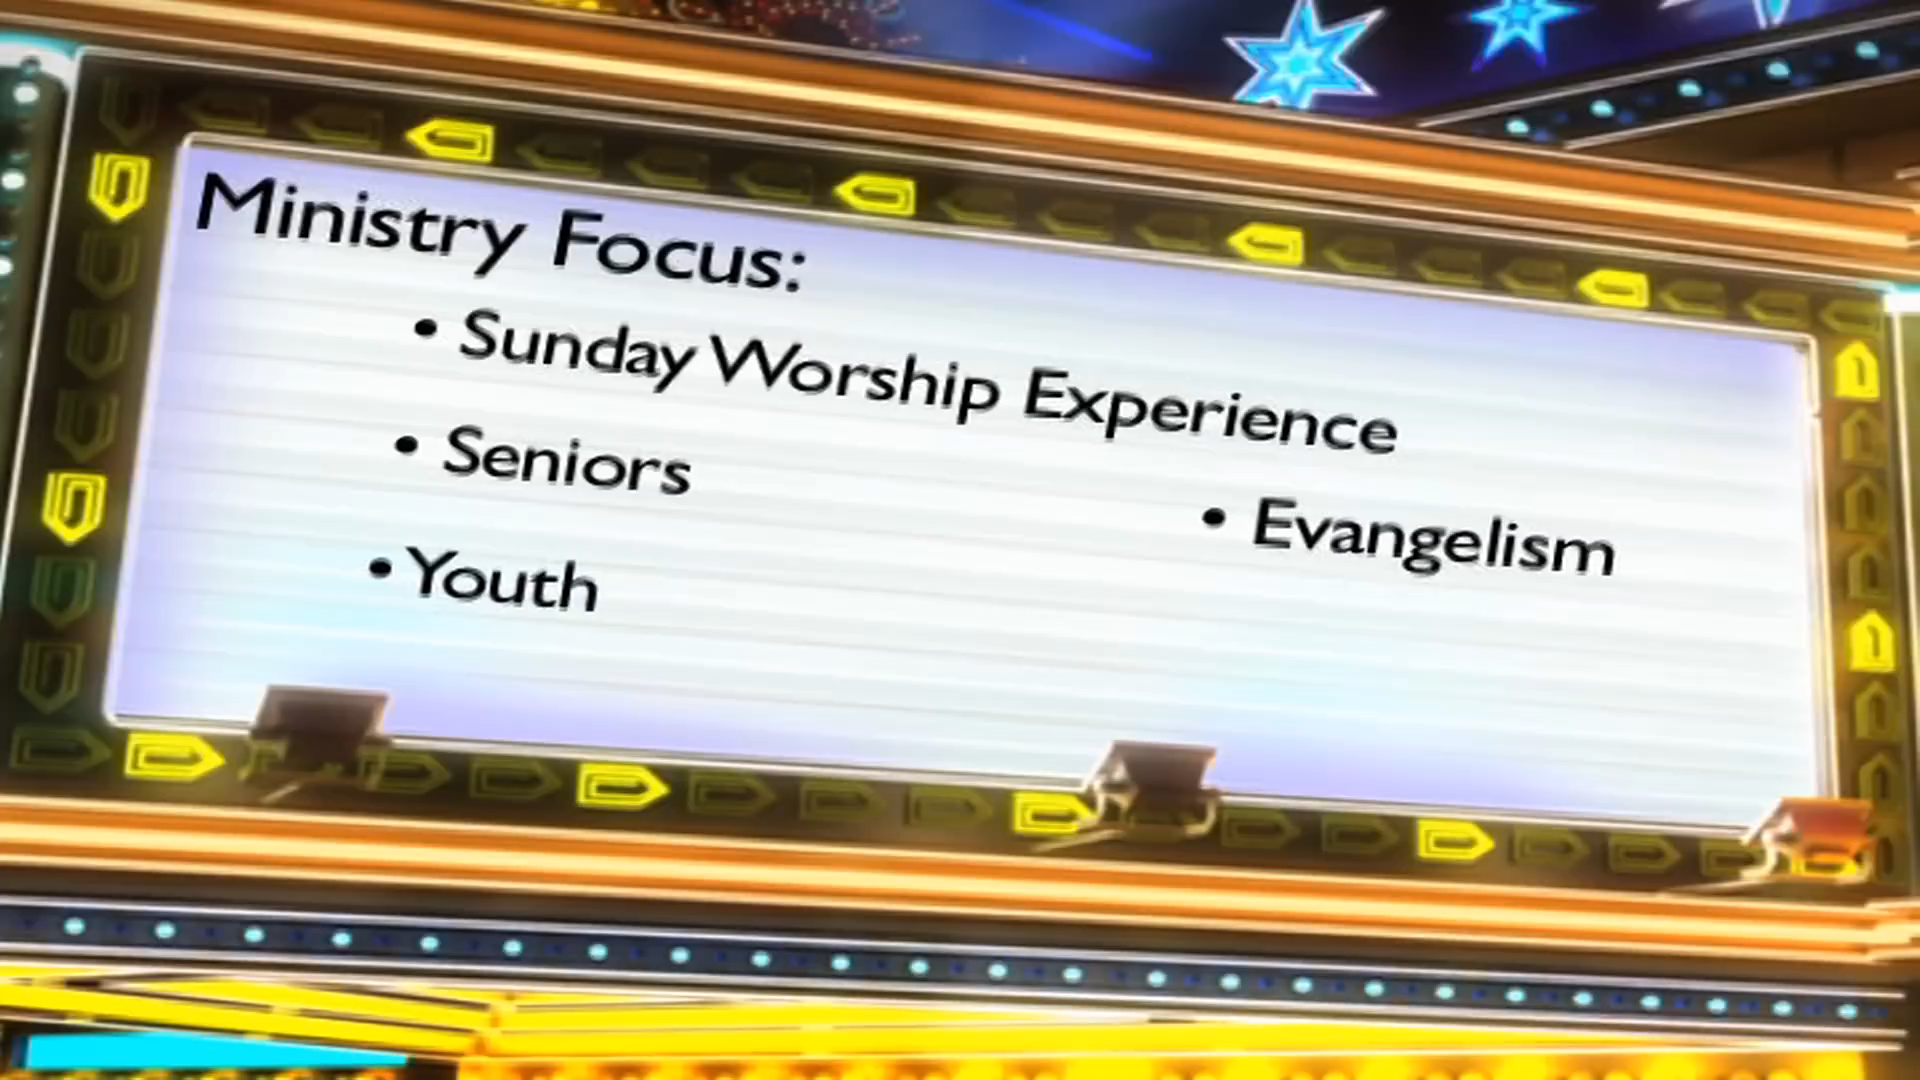 Ministry Focus:
• Sunday Worship Experience
• Seniors
• Evangelism
• Youth